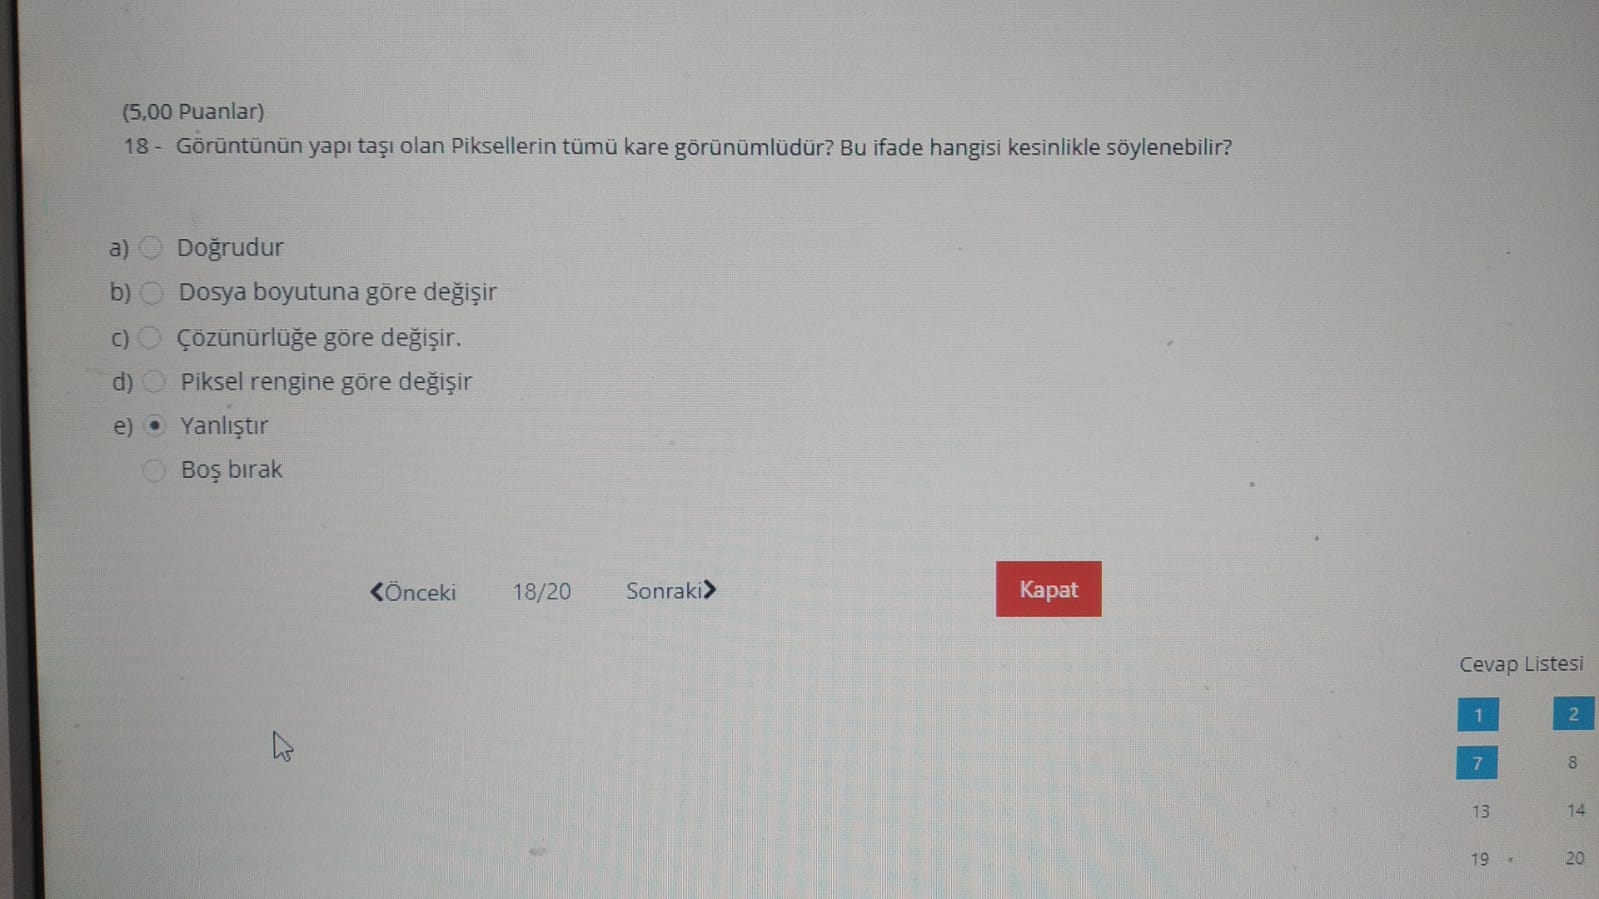 (5,00 Puanlar)
18 - Görüntünün yapı taşı olan Piksellerin tümü kare görünümlüdür? Bu ifade hangisi kesinlikle söylenebilir?
a) Doğrudur
b) Dosya boyutuna göre değişir
c) Çözünürlüğe göre değişir.
d) Piksel rengine göre değişir
e) Yanlıştır
Boş bırak
Önceki 18/20 Sonraki Kapat
Cevap Listesi
1 2
7 8
13 14
19 20